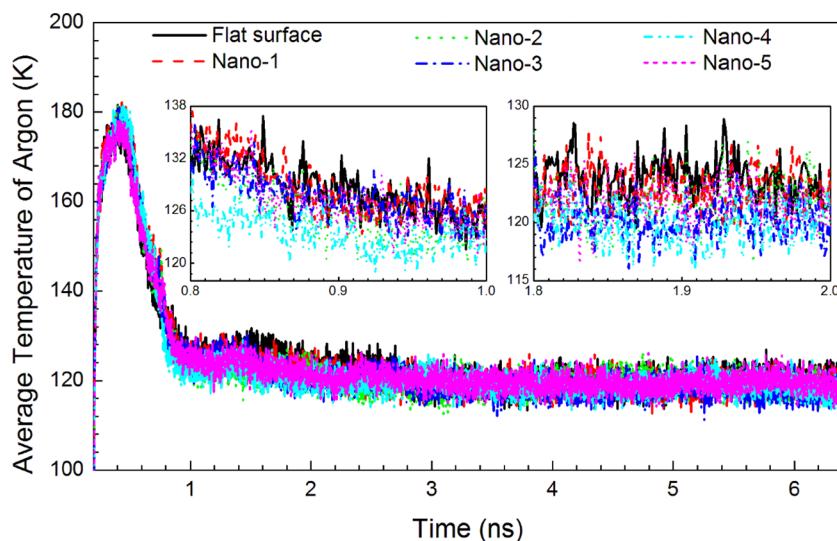 Flat surface Nano-2 Nano-4
Nano-1 Nano-3 Nano-5
Average Temperature of Argon (K)
200
180
160
140
120
100
138
132
126
120
0.8 0.9 1.0
130
125
120
115
1.8 1.9 2.0
1 2 3 4 5 6
Time (ns)